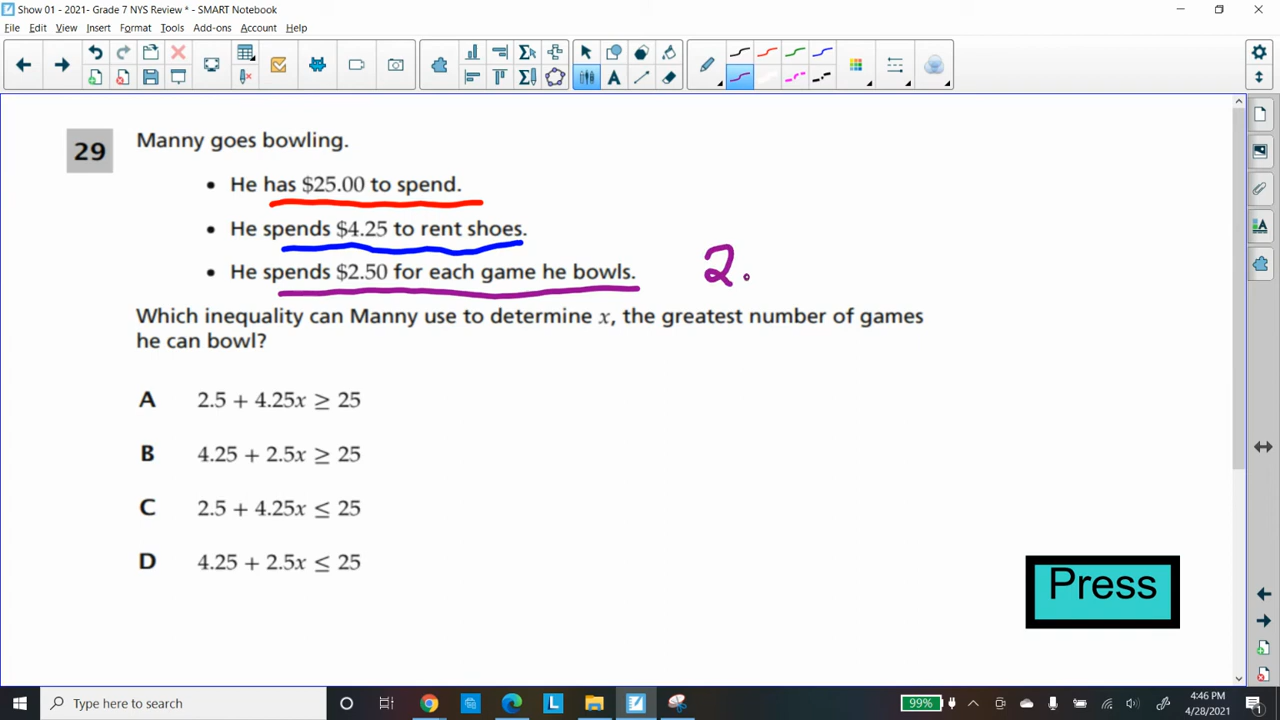 Show 01 - 2021- Grade 7 NYS Review * - SMART Notebook
File Edit View Insert Format Tools Add-ons Account Help
29 Manny goes bowling.
• He has $25.00 to spend.
• He spends $4.25 to rent shoes.
• He spends $2.50 for each game he bowls.
2.
Which inequality can Manny use to determine x, the greatest number of games
he can bowl?
A 2.5 + 4.25x ≥ 25
B 4.25 + 2.5x ≥ 25
C 2.5 + 4.25x ≤ 25
D 4.25 + 2.5x ≤ 25
Press
Type here to search
L
99%
4:46 PM
4/28/2021
1